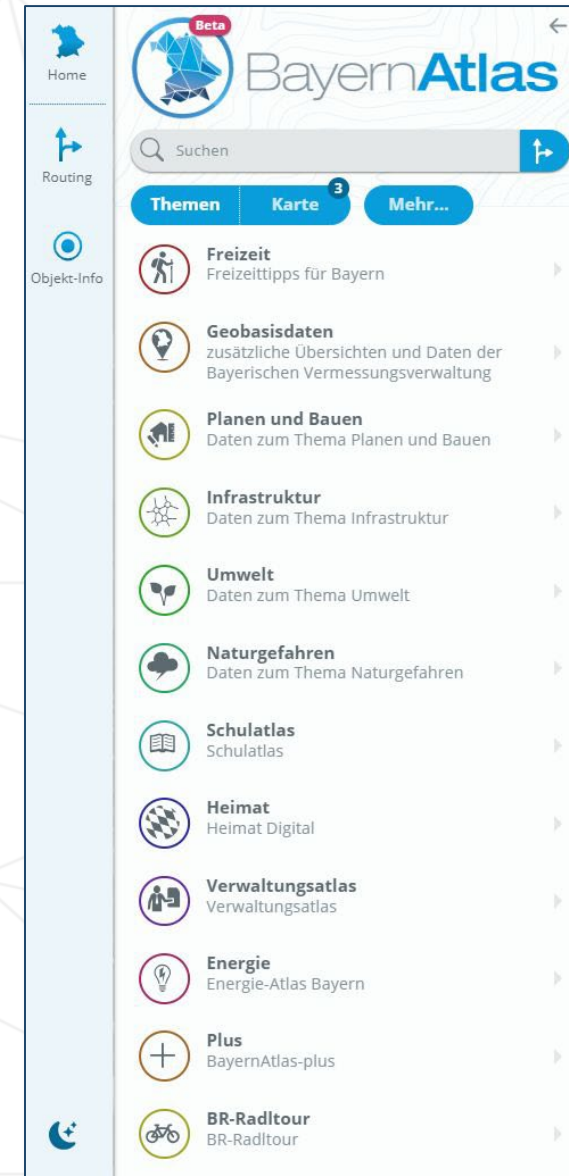 Home
Routing
Objekt-Info
Beta
BayernAtlas
Suchen
Themen
Karte
3
Mehr...
Freizeit
Freizeittipps für Bayern
Geobasisdaten
zusätzliche Übersichten und Daten der
Bayerischen Vermessungsverwaltung
Planen und Bauen
Daten zum Thema Planen und Bauen
Infrastruktur
Daten zum Thema Infrastruktur
Umwelt
Daten zum Thema Umwelt
Naturgefahren
Daten zum Thema Naturgefahren
Schulatlas
Schulatlas
Heimat
Heimat Digital
Verwaltungsatlas
Verwaltungsatlas
Energie
Energie-Atlas Bayern
Plus
BayernAtlas-plus
BR-Radltour
BR-Radltour